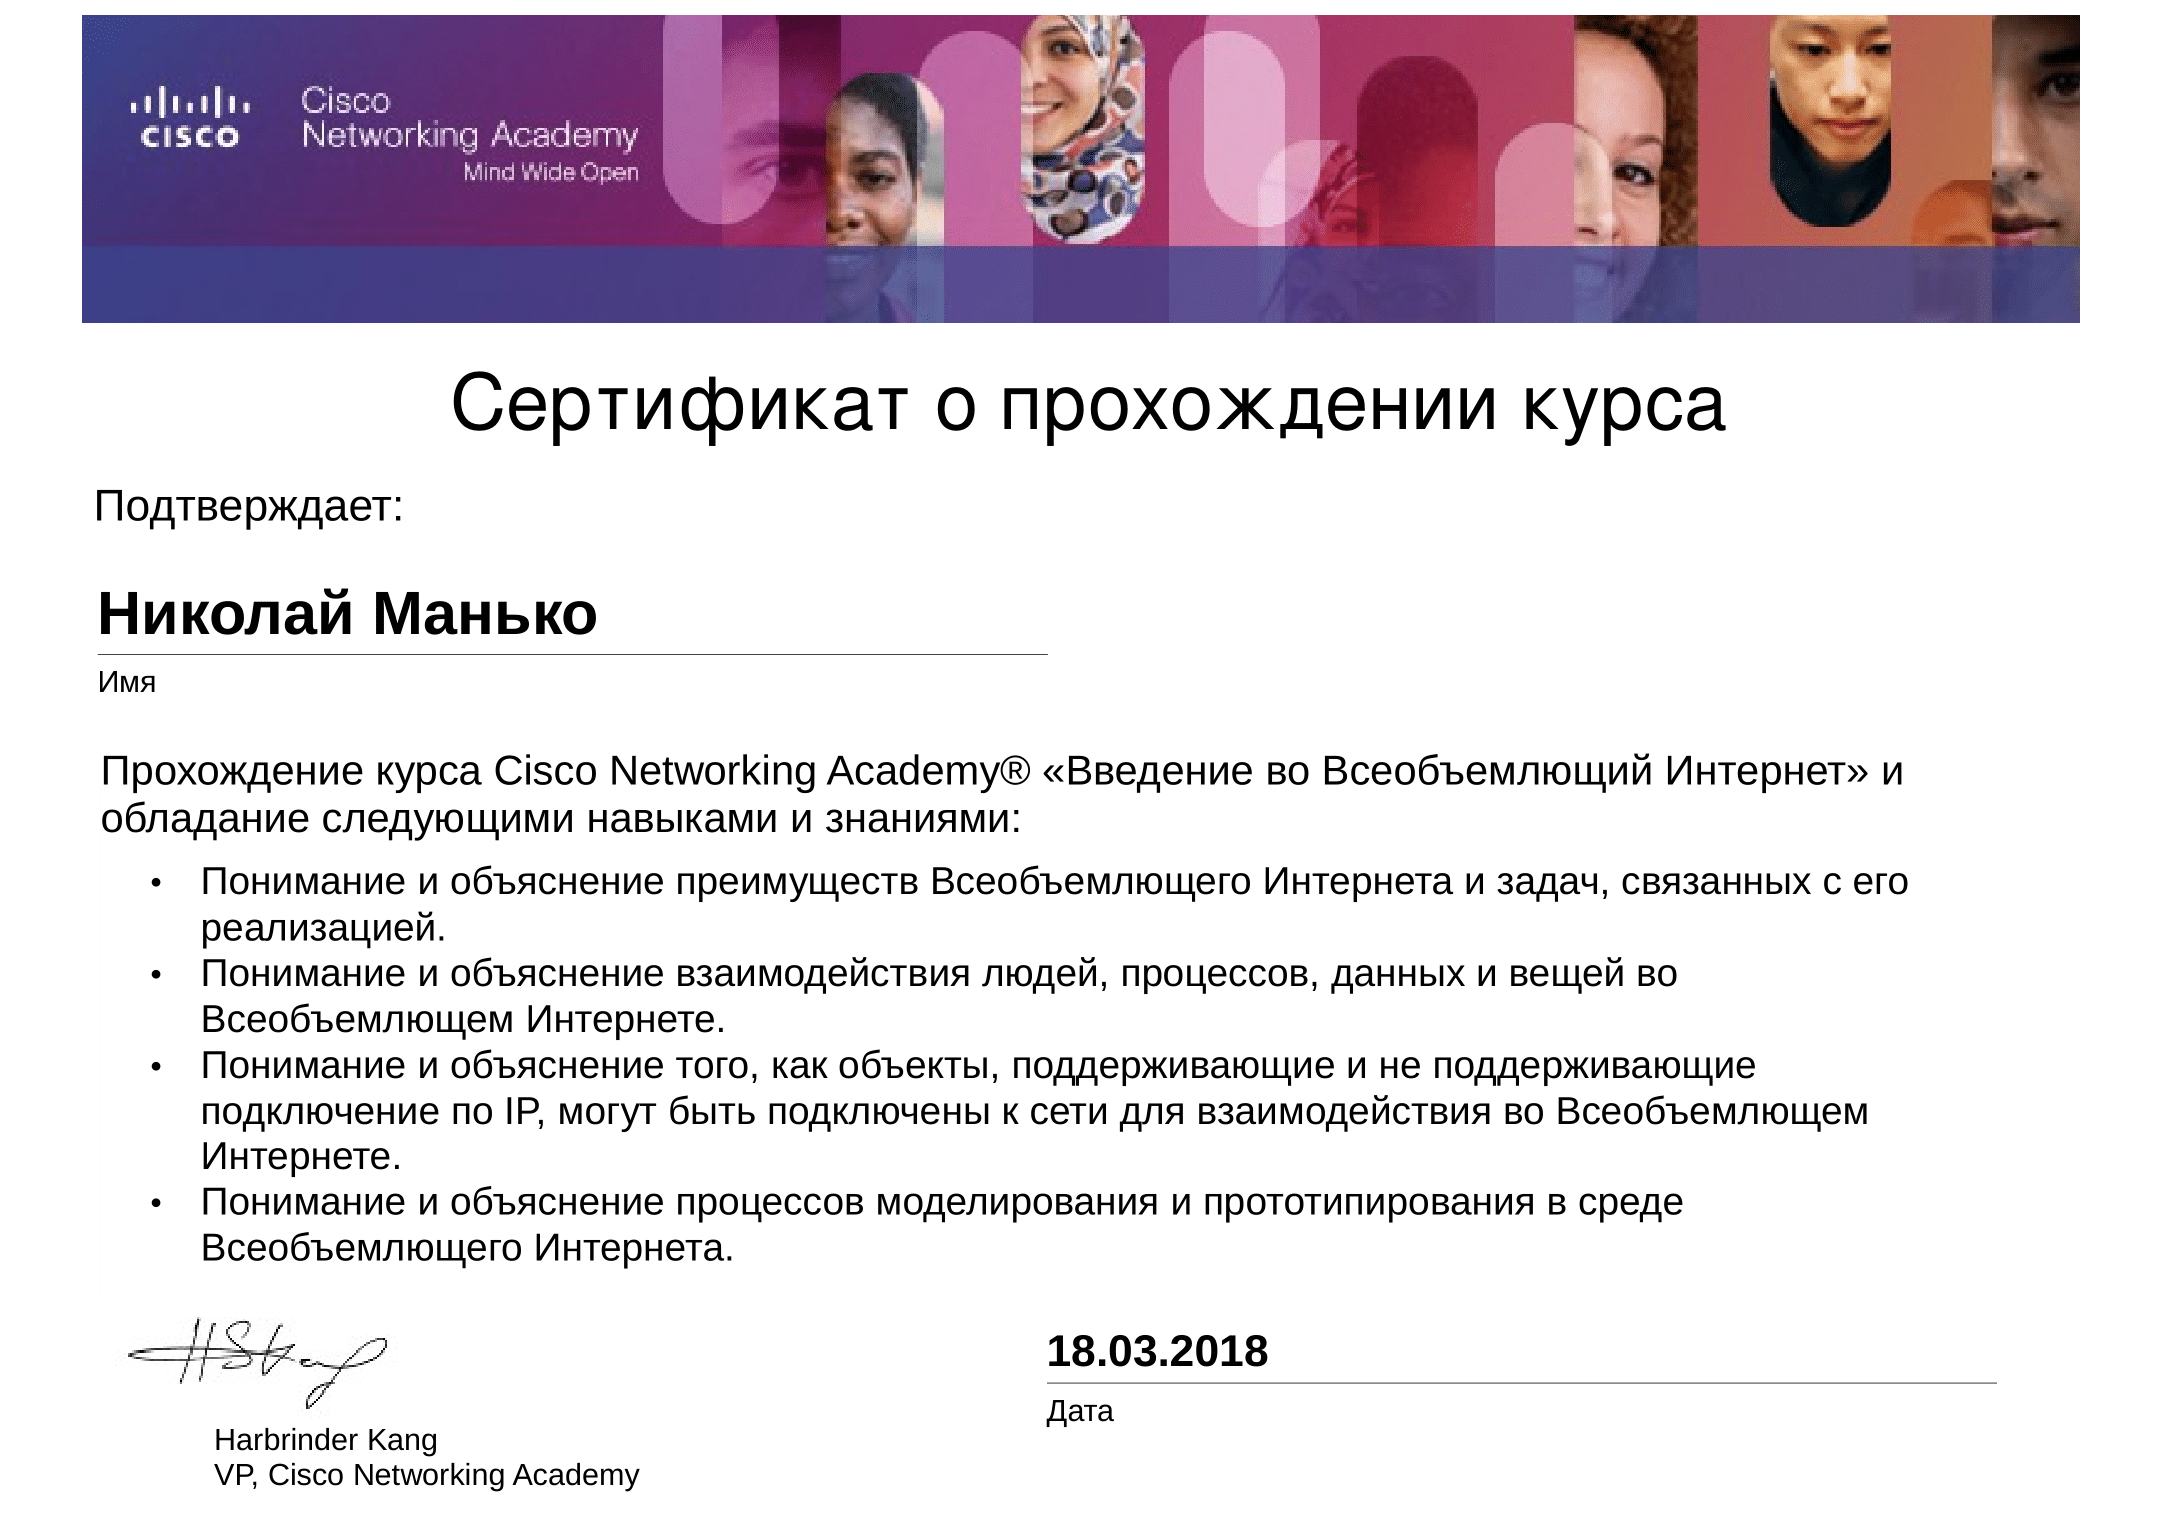 cisco
Cisco
Networking Academy
Mind Wide Open
Сертификат о прохождении курса
Подтверждает:
Николай Манько
Имя
Прохождение курса Cisco Networking Academy® «Введение во Всеобъемлющий Интернет» и
обладание следующими навыками и знаниями:
• Понимание и объяснение преимуществ Всеобъемлющего Интернета и задач, связанных с его
реализацией.
• Понимание и объяснение взаимодействия людей, процессов, данных и вещей во
Всеобъемлющем Интернете.
• Понимание и объяснение того, как объекты, поддерживающие и не поддерживающие
подключение по IP, могут быть подключены к сети для взаимодействия во Всеобъемлющем
Интернете.
• Понимание и объяснение процессов моделирования и прототипирования в среде
Всеобъемлющего Интернета.
18.03.2018
Дата
Harbrinder Kang
VP, Cisco Networking Academy